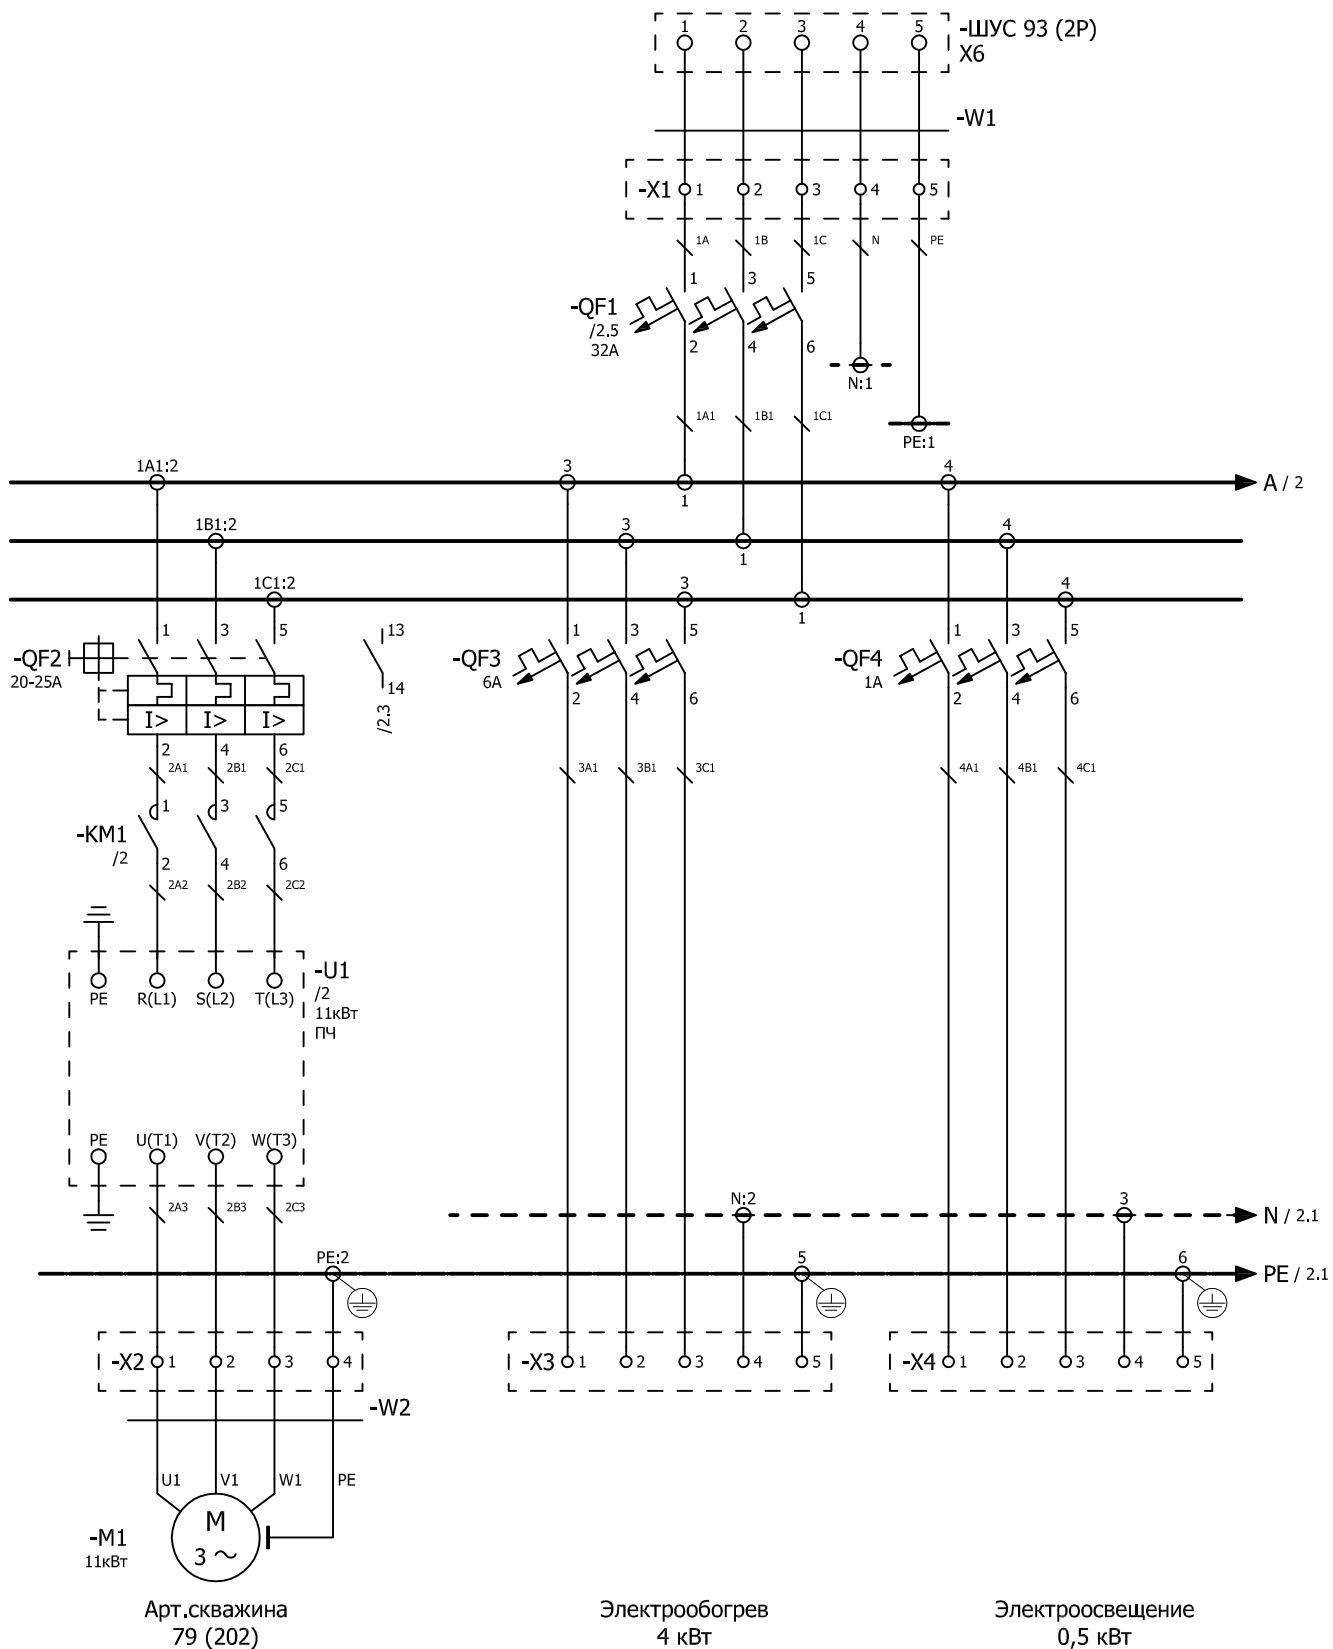 1 2 3 4 5
-ШУС 93 (2Р)
X6
-W1
-X1 1 2 3 4 5
1A 1B 1C N PE
1 3 5
-QF1
/2.5
32A
2 4 6
N:1
1A1 1B1 1C1
PE:1
1A1:2 3 4
A / 2
1
1B1:2 3 4
1
1C1:2 3 4
1
1 3 5 13 1 3 5 1 3 5
-QF2 -QF3 -QF4
20-25A 6A 1A
14 2 4 6 2 4 6
/2.3
I> I> I>
2 4 6
2A1 2B1 2C1 3A1 3B1 3C1 4A1 4B1 4C1
1 3 5
-KM1
/2
2 4 6
2A2 2B2 2C2
-U1
/2
11кВт
ПЧ
PE R(L1) S(L2) T(L3)
PE U(T1) V(T2) W(T3)
2A3 2B3 2C3
N:2 3
N / 2.1
PE:2 5 6
PE / 2.1
-X2 1 2 3 4 -X3 1 2 3 4 5 -X4 1 2 3 4 5
-W2
U1 V1 W1 PE
M
3 ~
-M1
11кВт
Арт.скважина
79 (202)
Электрообогрев
4 кВт
Электроосвещение
0,5 кВт